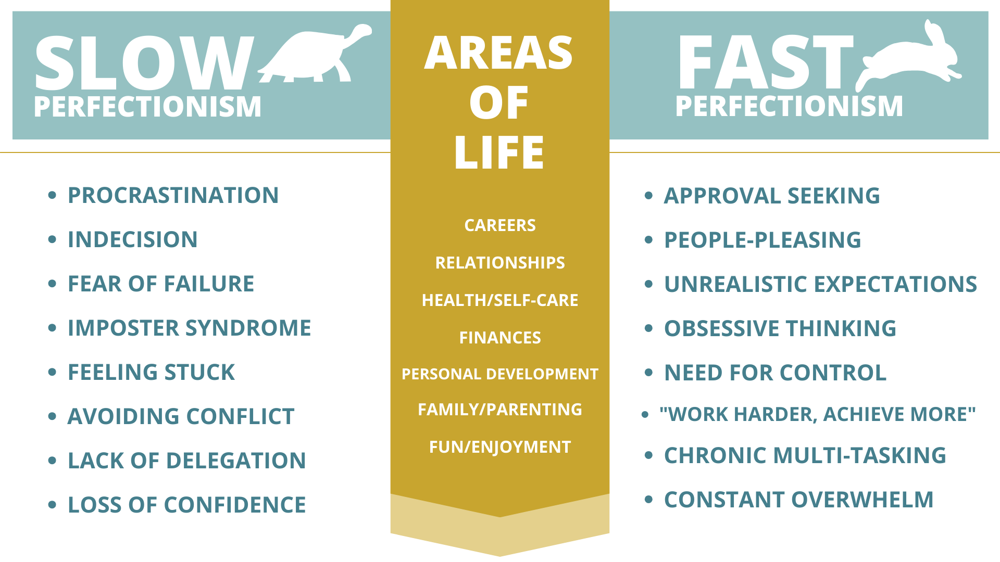 SLOW
PERFECTIONISM
• PROCRASTINATION
• INDECISION
• FEAR OF FAILURE
• IMPOSTER SYNDROME
• FEELING STUCK
• AVOIDING CONFLICT
• LACK OF DELEGATION
• LOSS OF CONFIDENCE
AREAS
OF
LIFE
CAREERS
RELATIONSHIPS
HEALTH/SELF-CARE
FINANCES
PERSONAL DEVELOPMENT
FAMILY/PARENTING
FUN/ENJOYMENT
FAST
PERFECTIONISM
• APPROVAL SEEKING
• PEOPLE-PLEASING
• UNREALISTIC EXPECTATIONS
• OBSESSIVE THINKING
• NEED FOR CONTROL
• "WORK HARDER, ACHIEVE MORE"
• CHRONIC MULTI-TASKING
• CONSTANT OVERWHELM